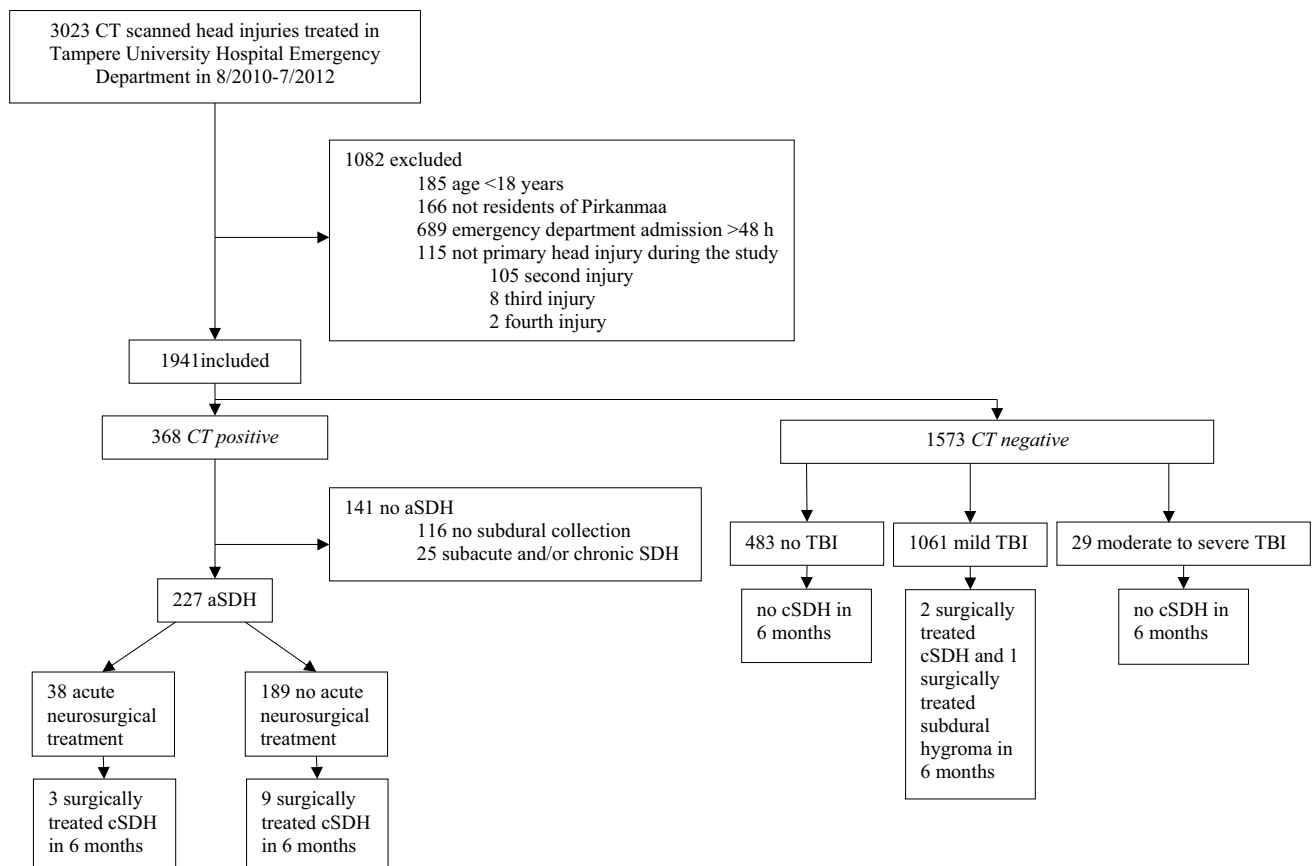 3023 CT scanned head injuries treated in
Tampere University Hospital Emergency
Department in 8/2010-7/2012
1082 excluded
185 age <18 years
166 not residents of Pirkanmaa
689 emergency department admission >48 h
115 not primary head injury during the study
105 second injury
8 third injury
2 fourth injury
1941included
368 CT positive
1573 CT negative
141 no aSDH
116 no subdural collection
25 subacute and/or chronic SDH
483 no TBI
1061 mild TBI
29 moderate to severe TBI
227 aSDH
no cSDH in
6 months
2 surgically
treated
cSDH and 1
surgically
treated
subdural
hygroma in
6 months
no cSDH in
6 months
38 acute
neurosurgical
treatment
189 no acute
neurosurgical
treatment
3 surgically
treated cSDH
in 6 months
9 surgically
treated cSDH
in 6 months